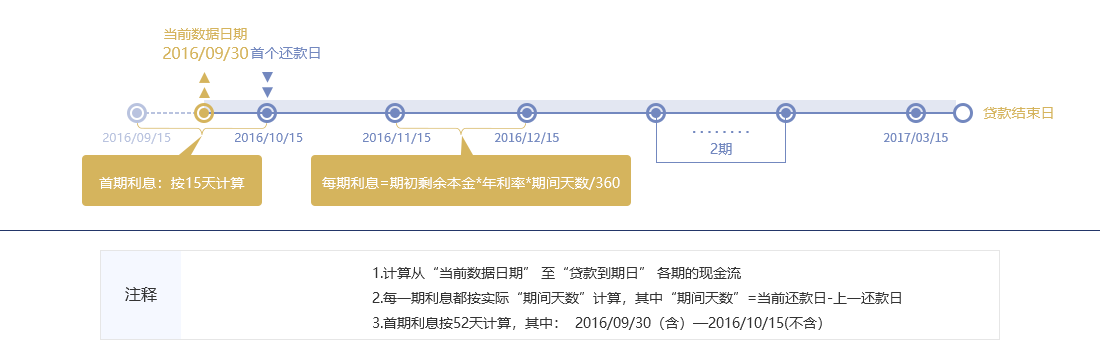 当前数据日期
2016/09/30 首个还款日
贷款结束日
2016/09/15 2016/10/15 2016/11/15 2016/12/15 2期 2017/03/15
首期利息：按15天计算 每期利息=期初剩余本金*年利率*期间天数/360
注释
1.计算从“当前数据日期” 至“贷款到期日” 各期的现金流
2.每一期利息都按实际“期间天数”计算，其中“期间天数”=当前还款日-上一还款日
3.首期利息按52天计算，其中： 2016/09/30（含）—2016/10/15(不含）